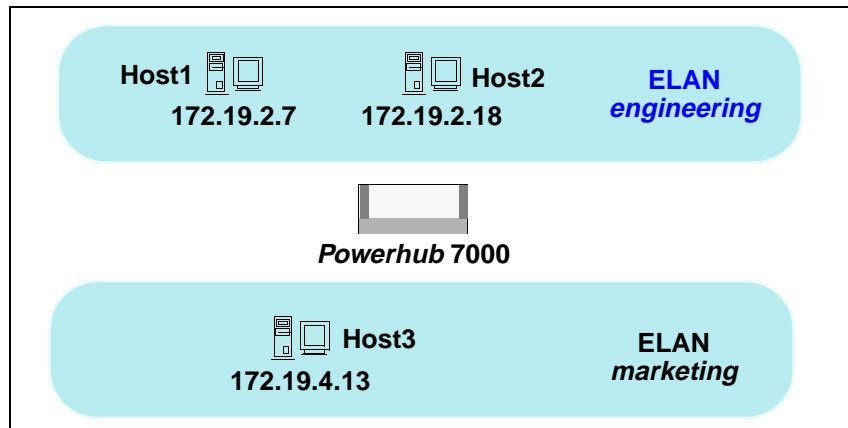 Host1
Host2
ELAN
engineering
172.19.2.7
172.19.2.18
Powerhub 7000
Host3
ELAN
marketing
172.19.4.13